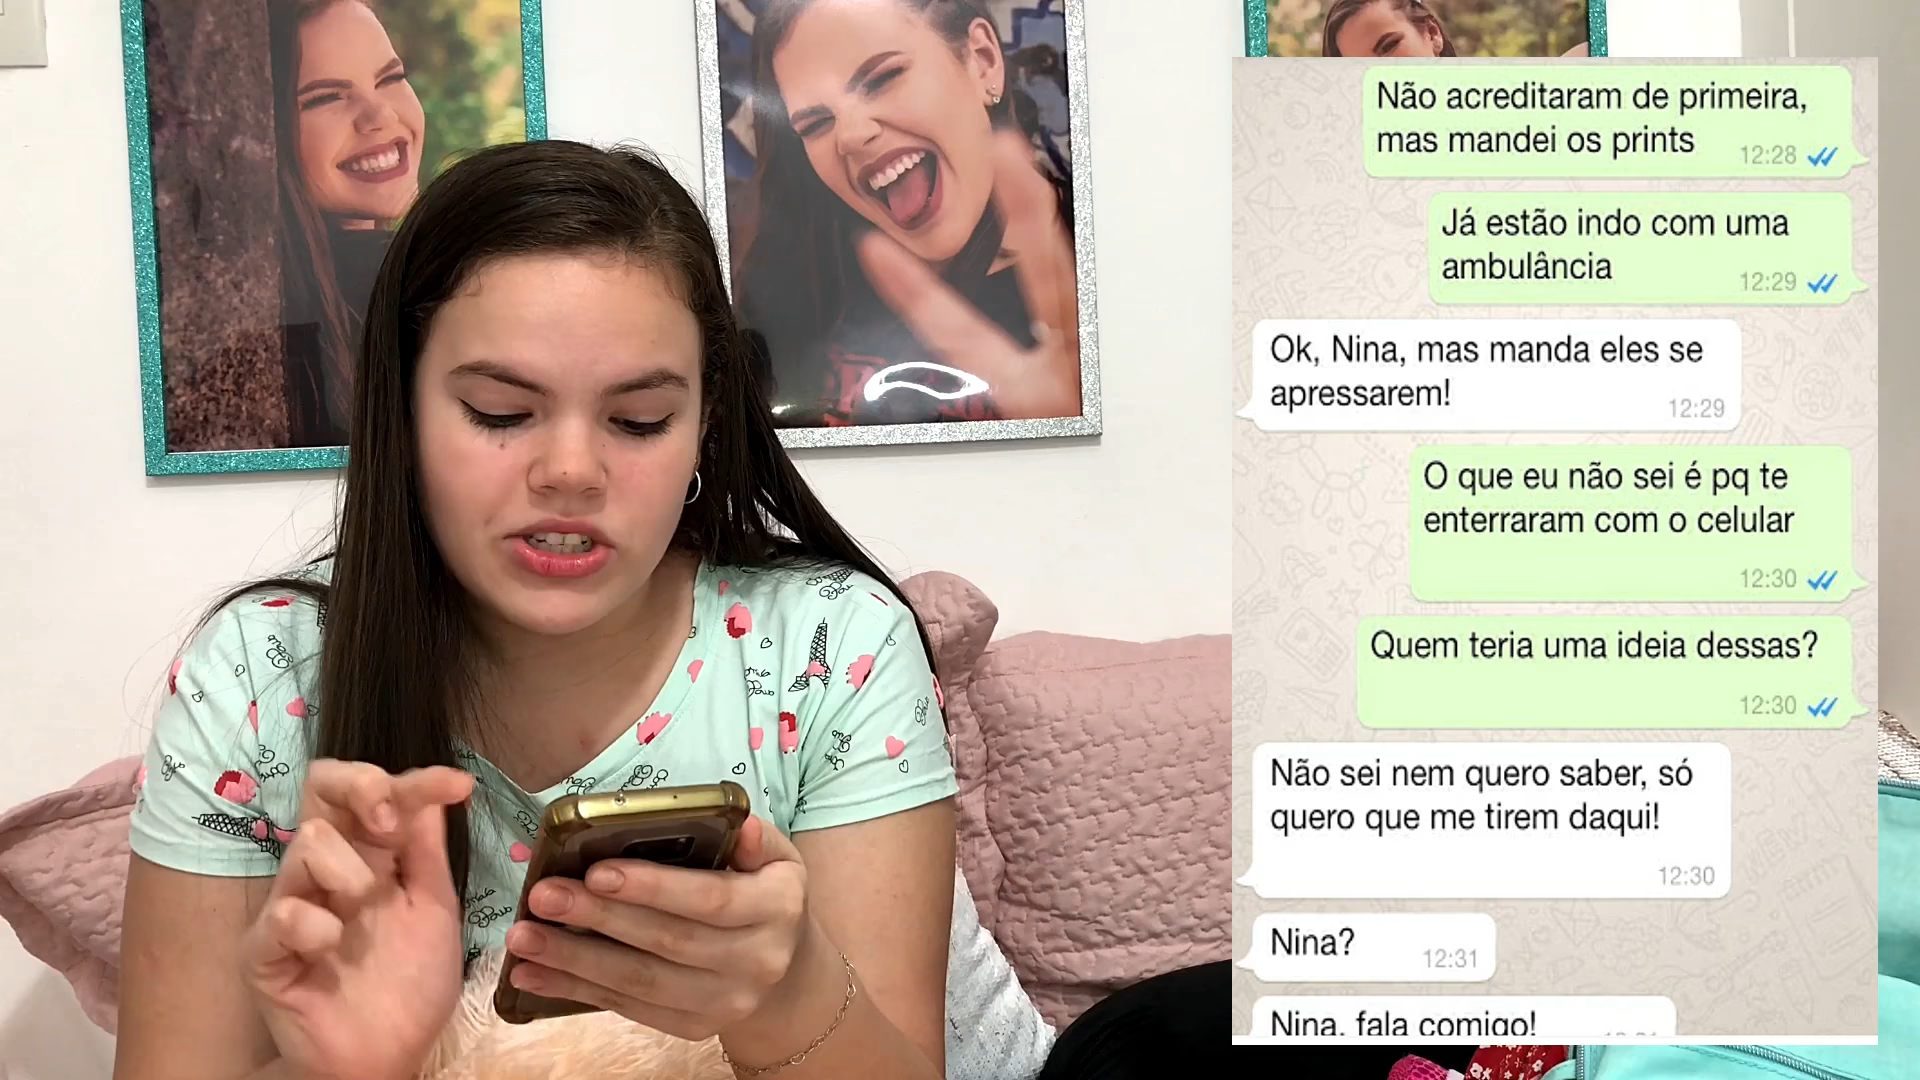 Não acreditaram de primeira,
mas mandei os prints
12:28
Já estão indo com uma
ambulância
12:29
Ok, Nina, mas manda eles se
apressarem!
12:29
O que eu não sei é pq te
enterraram com o celular
12:30
Quem teria uma ideia dessas?
12:30
Não sei nem quero saber, só
quero que me tirem daqui!
12:30
Nina?
12:31
Nina, fala comigo!